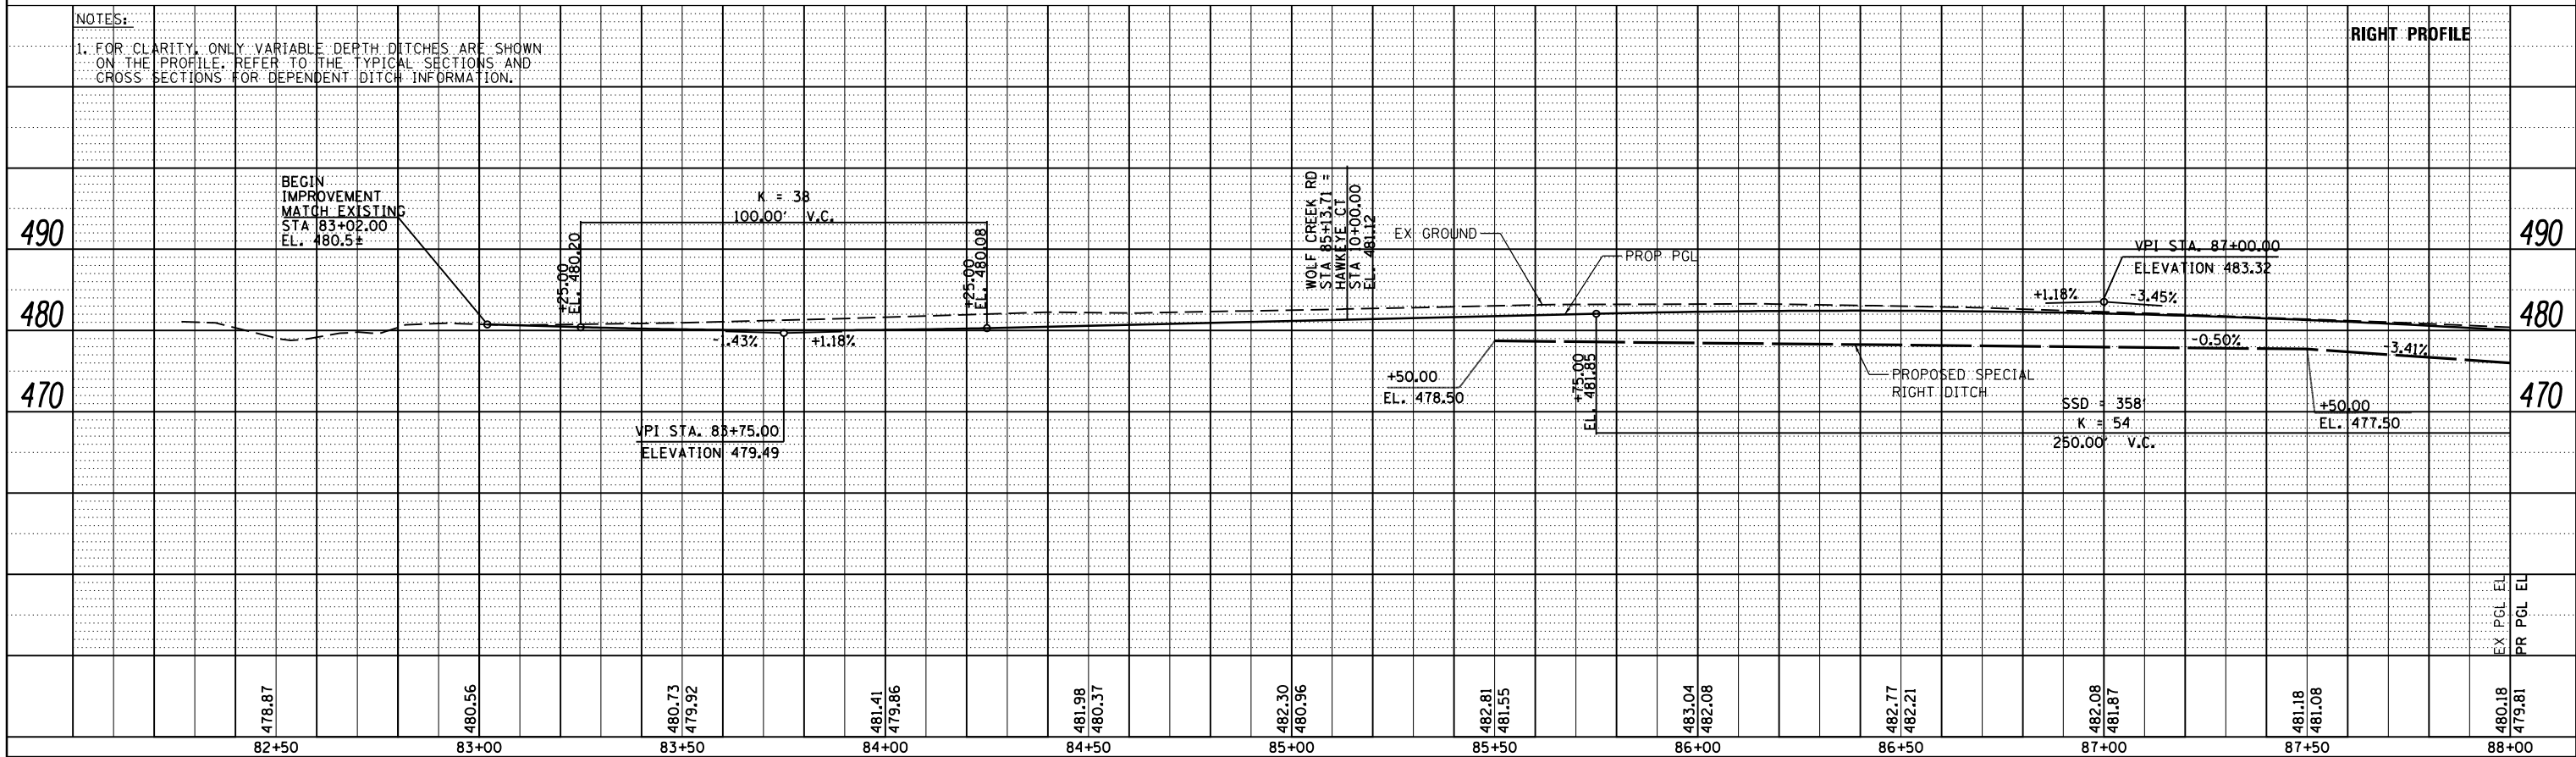 NOTES:
1. FOR CLARITY, ONLY VARIABLE DEPTH DITCHES ARE SHOWN
ON THE PROFILE. REFER TO THE TYPICAL SECTIONS AND
CROSS SECTIONS FOR DEPENDENT DITCH INFORMATION.
RIGHT PROFILE
BEGIN
IMPROVEMENT
MATCH EXISTING
STA 83+02.00
EL. 480.5±
K = 38
100.00' V.C.
+25.00
EL. 480.20
+25.00
EL. 480.08
WOLF CREEK RD
STA 85+13.71 =
HAWKEYE CT
STA 10+00.00
EL. 481.12
EX GROUND
PROP PGL
VPI STA. 87+00.00
ELEVATION 483.32
+1.18%
-3.45%
490
490
480
480
470
470
-1.43%
+1.18%
VPI STA. 83+75.00
ELEVATION 479.49
+50.00
EL. 478.50
+75.00
EL. 481.85
PROPOSED SPECIAL
RIGHT DITCH
-0.50%
-3.41%
SSD = 358'
K = 54
250.00' V.C.
+50.00
EL. 477.50
EX PGL EL
PR PGL EL
478.87
480.56
480.73
479.92
481.41
479.86
481.98
480.37
482.30
480.96
482.81
481.55
483.04
482.08
482.77
482.21
482.08
481.87
481.18
481.08
480.18
479.81
82+50
83+00
83+50
84+00
84+50
85+00
85+50
86+00
86+50
87+00
87+50
88+00